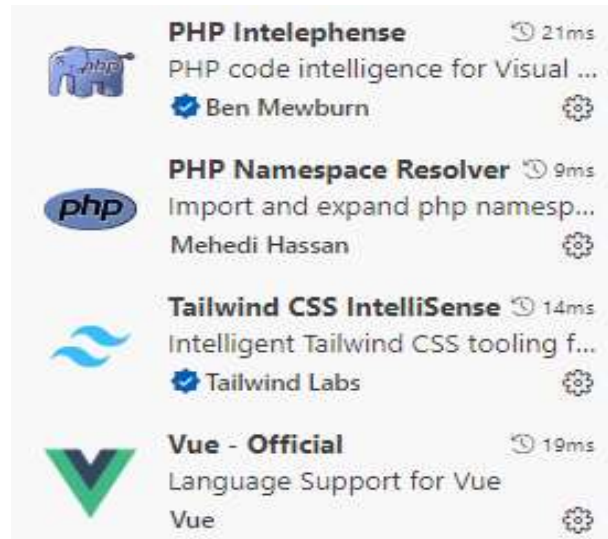 PHP Intelephense 21ms
PHP code intelligence for Visual ...
Ben Mewburn
PHP Namespace Resolver 9ms
php
Import and expand php namesp...
Mehedi Hassan
Tailwind CSS IntelliSense 14ms
Intelligent Tailwind CSS tooling f...
Tailwind Labs
Vue - Official 19ms
Language Support for Vue
Vue